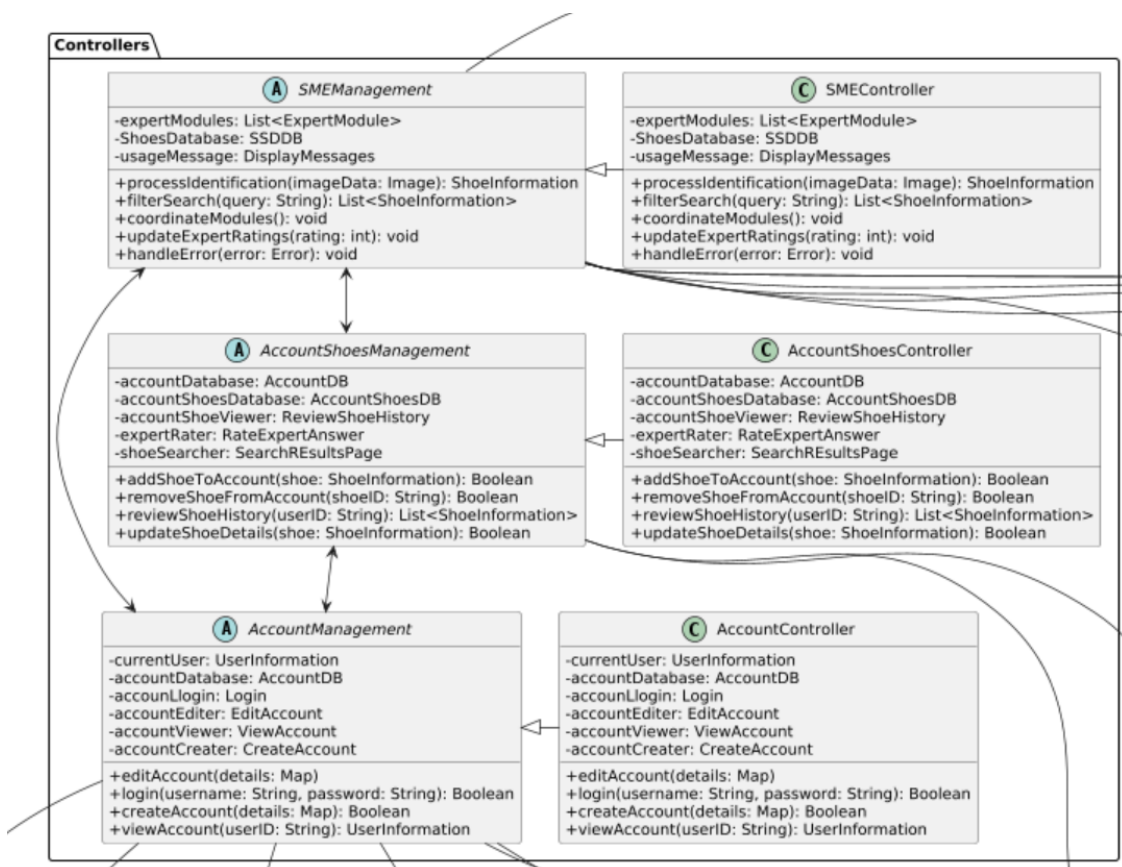 Controllers
A SMEManagement
-expertModules: List<ExpertModule>
-ShoesDatabase: SSDDB
-usageMessage: DisplayMessages
+processIdentification(imageData: Image): ShoeInformation
+filterSearch(query: String): List<ShoeInformation>
+coordinateModules(): void
+updateExpertRatings(rating: int): void
+handleError(error: Error): void
C SMEController
-expertModules: List<ExpertModule>
-ShoesDatabase: SSDDB
-usageMessage: DisplayMessages
+processIdentification(imageData: Image): ShoeInformation
+filterSearch(query: String): List<ShoeInformation>
+coordinateModules(): void
+updateExpertRatings(rating: int): void
+handleError(error: Error): void
A AccountShoesManagement
-accountDatabase: AccountDB
-accountShoesDatabase: AccountShoesDB
-accountShoeViewer: ReviewShoeHistory
-expertRater: RateExpertAnswer
-shoeSearcher: SearchREsultsPage
+addShoeToAccount(shoe: ShoeInformation): Boolean
+removeShoeFromAccount(shoeID: String): Boolean
+reviewShoeHistory(userID: String): List<ShoeInformation>
+updateShoeDetails(shoe: ShoeInformation): Boolean
C AccountShoesController
-accountDatabase: AccountDB
-accountShoesDatabase: AccountShoesDB
-accountShoeViewer: ReviewShoeHistory
-expertRater: RateExpertAnswer
-shoeSearcher: SearchREsultsPage
+addShoeToAccount(shoe: ShoeInformation): Boolean
+removeShoeFromAccount(shoeID: String): Boolean
+reviewShoeHistory(userID: String): List<ShoeInformation>
+updateShoeDetails(shoe: ShoeInformation): Boolean
A AccountManagement
-currentUser: UserInformation
-accountDatabase: AccountDB
-accounLlogin: Login
-accountEditer: EditAccount
-accountViewer: ViewAccount
-accountCreater: CreateAccount
+editAccount(details: Map)
+login(username: String, password: String): Boolean
+createAccount(details: Map): Boolean
+viewAccount(userID: String): UserInformation
C AccountController
-currentUser: UserInformation
-accountDatabase: AccountDB
-accounLlogin: Login
-accountEditer: EditAccount
-accountViewer: ViewAccount
-accountCreater: CreateAccount
+editAccount(details: Map)
+login(username: String, password: String): Boolean
+createAccount(details: Map): Boolean
+viewAccount(userID: String): UserInformation